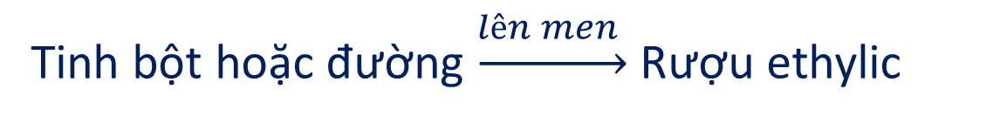 lên men
Tinh bột hoặc đường ⟶ Rượu ethylic